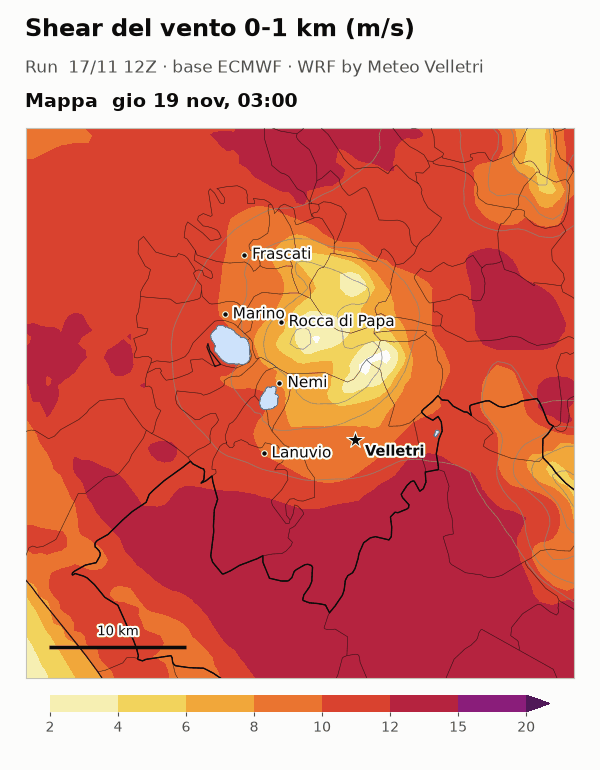 Shear del vento 0-1 km (m/s)
Run  17/11 12Z · base ECMWF · WRF by Meteo Velletri
Mappa  gio 19 nov, 03:00
Frascati
Marino
Rocca di Papa
Nemi
Velletri
Lanuvio
10 km
2 4 6 8 10 12 15 20